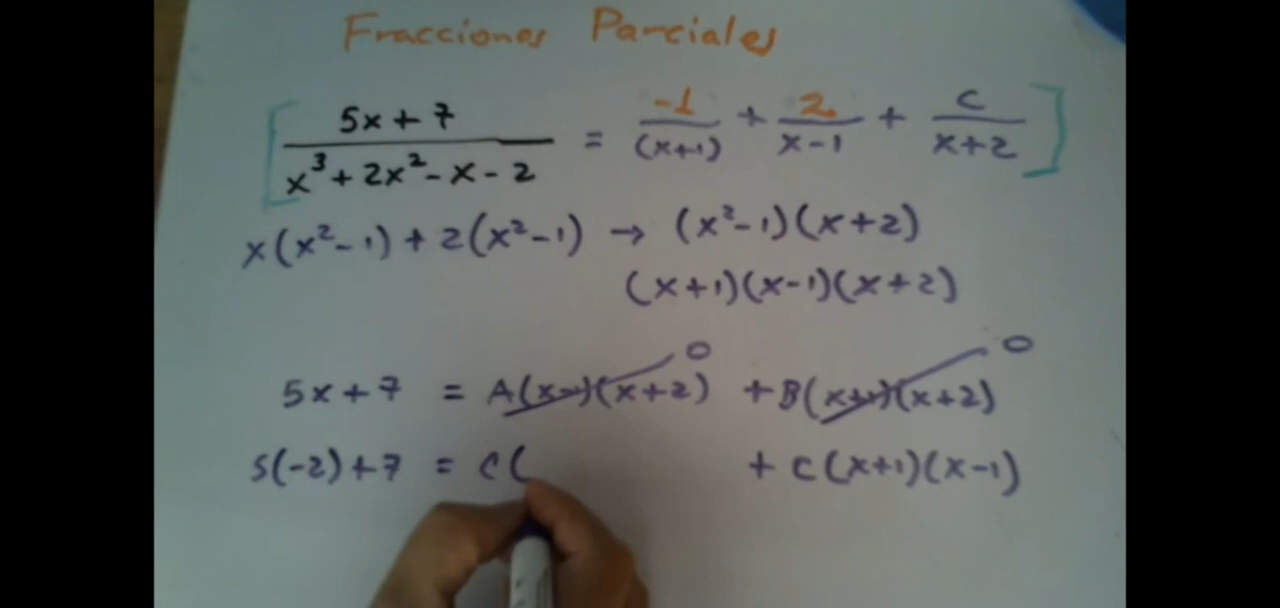 Fracciones Parciales
[ 5x + 7 / x³ + 2x² - x - 2 = -1 / (x+1) + 2 / x - 1 + C / x + 2 ]
x(x² - 1) + 2(x² - 1) → (x² - 1)(x + 2)
(x + 1)(x - 1)(x + 2)
0 0
5x + 7 = A(x-1)(x + 2) + B(x+1)(x + 2)
5(-2) + 7 = C( + C(x+1)(x-1)